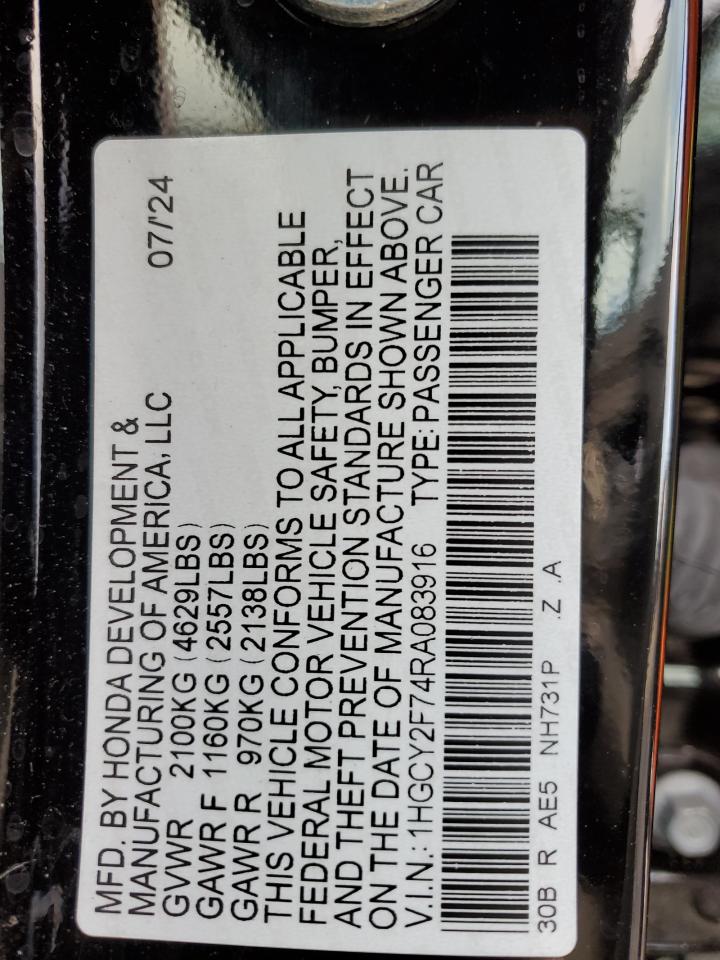 MFD. BY HONDA DEVELOPMENT &
MANUFACTURING OF AMERICA, LLC 07/'24
GVWR 2100KG (4629LBS)
GAWR F 1160KG (2557LBS)
GAWR R 970KG (2138LBS)
THIS VEHICLE CONFORMS TO ALL APPLICABLE
FEDERAL MOTOR VEHICLE SAFETY, BUMPER,
AND THEFT PREVENTION STANDARDS IN EFFECT
ON THE DATE OF MANUFACTURE SHOWN ABOVE.
V.I.N.: 1HGCY2F74RA083916 TYPE: PASSENGER CAR
30B R AE5 NH731P .Z .A